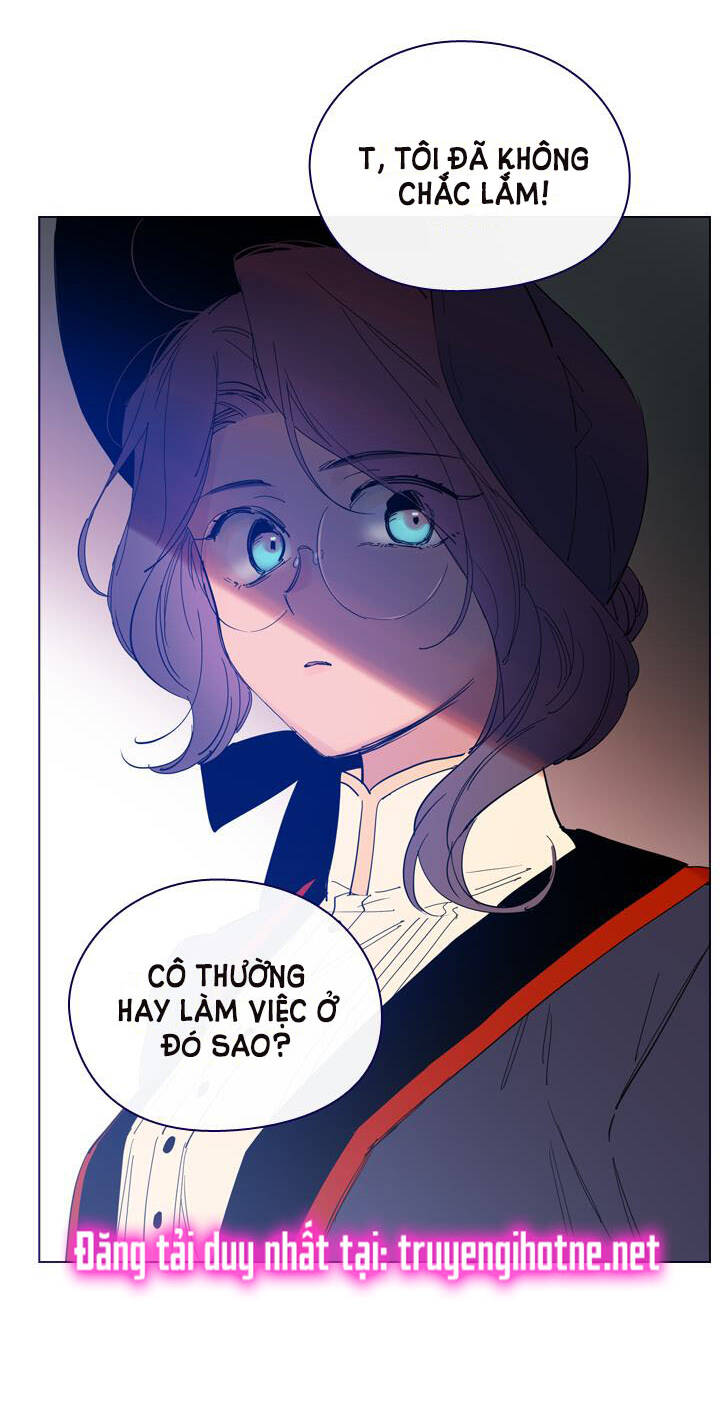 T, TÔI ĐÃ KHÔNG
CHẮC LẮM!
CÔ THƯỜNG
HAY LÀM VIỆC Ở
ĐÓ SAO?
Đăng tải duy nhất tại: truyengihotne.net